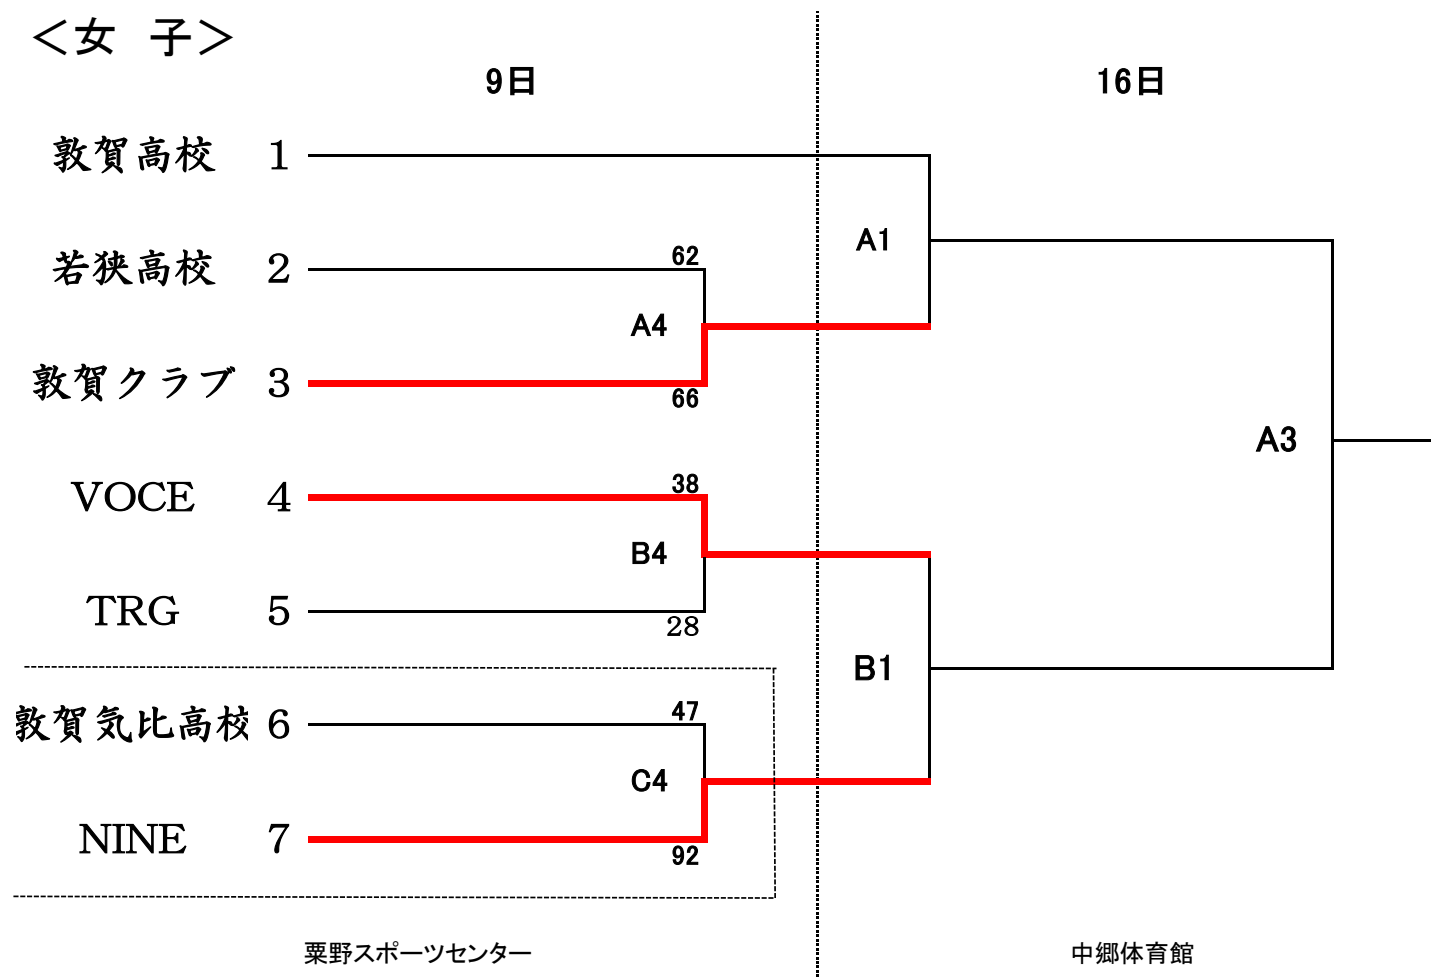 ＜女　子＞
9日
16日
敦賀高校 1
A1
若狭高校 2
62
A4
敦賀クラブ 3
66
A3
VOCE 4
38
B4
TRG 5
28
B1
敦賀気比高校 6
47
C4
NINE 7
92
粟野スポーツセンター
中郷体育館